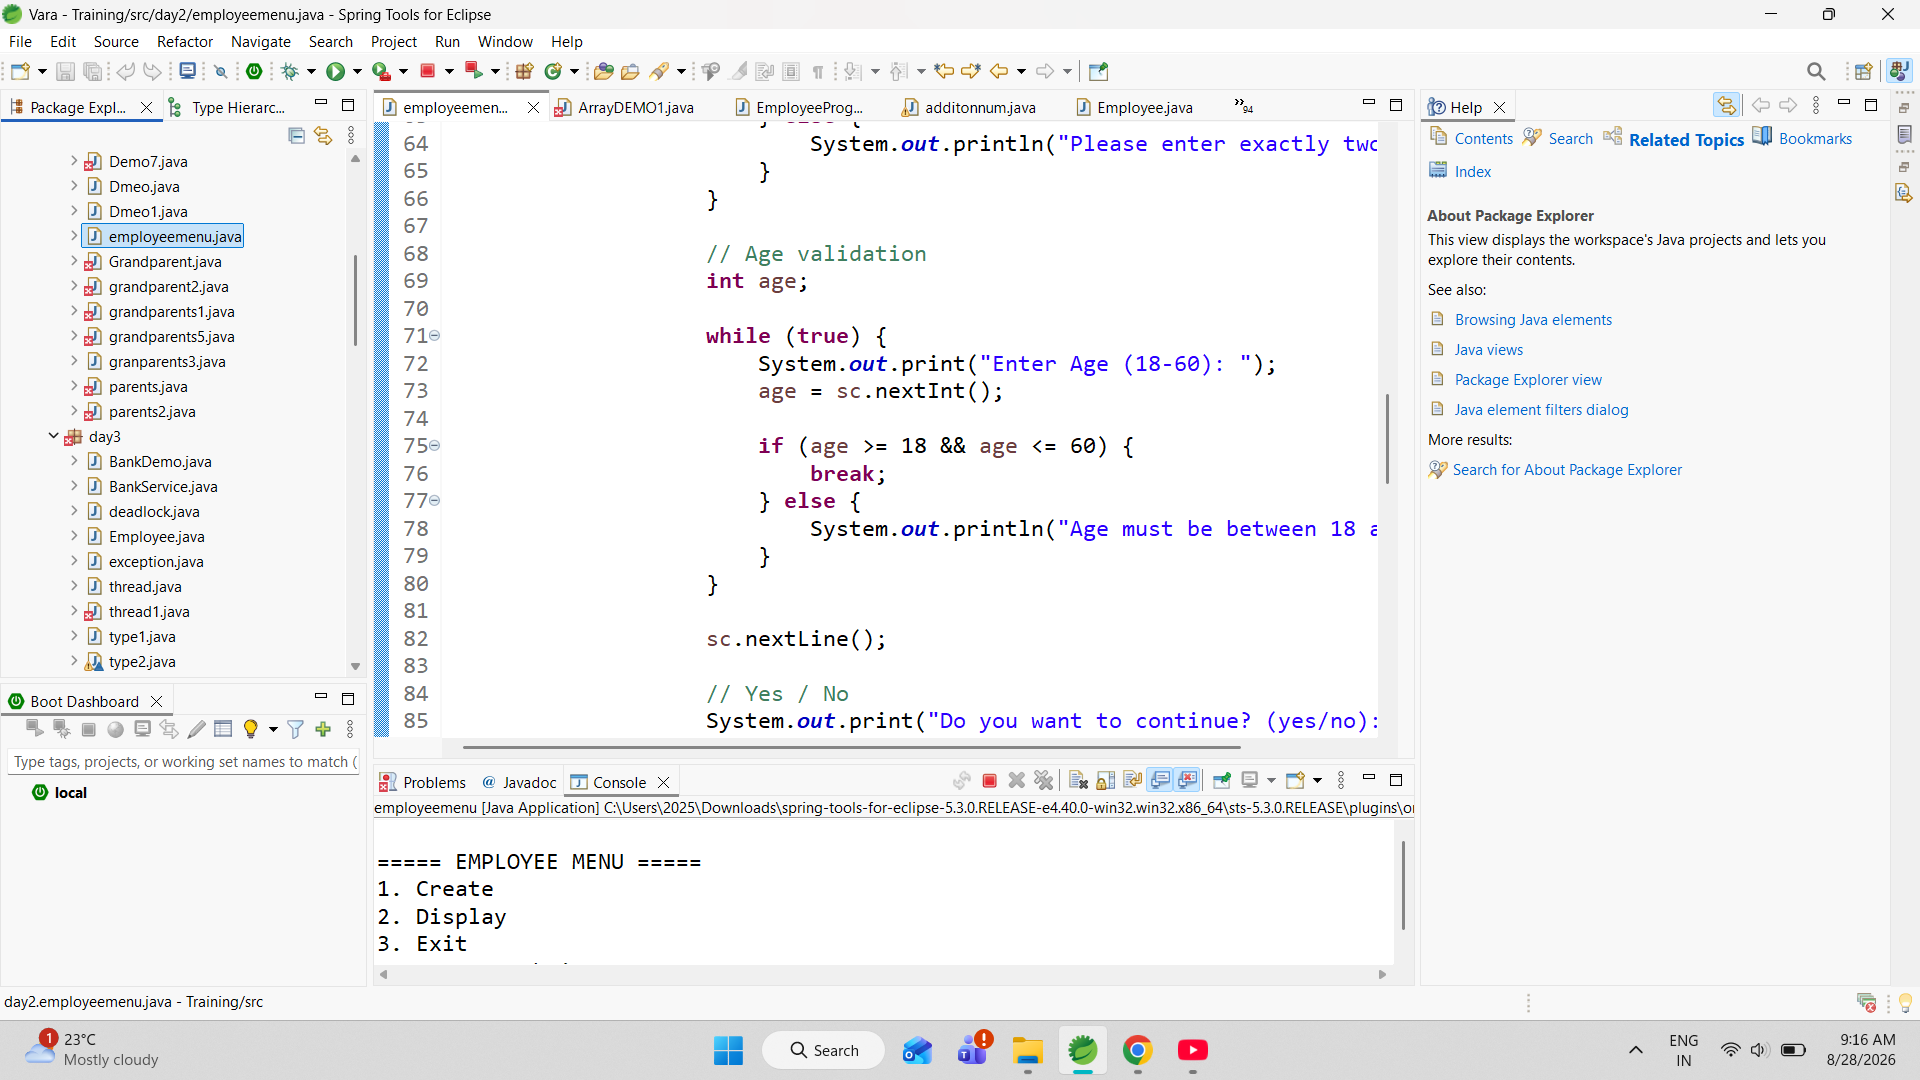 Vara - Training/src/day2/employeemenu.java - Spring Tools for Eclipse
File Edit Source Refactor Navigate Search Project Run Window Help
Package Expl... Type Hierarc...
Demo7.java
Dmeo.java
Dmeo1.java
employeemenu.java
Grandparent.java
grandparent2.java
grandparents1.java
grandparents5.java
granparents3.java
parents.java
parents2.java
day3
BankDemo.java
BankService.java
deadlock.java
Employee.java
exception.java
thread.java
thread1.java
type1.java
type2.java
Boot Dashboard
Type tags, projects, or working set names to match (
local
employeemen... ArrayDEMO1.java EmployeeProg... additonnum.java Employee.java »94
64 System.out.println("Please enter exactly two
65 }
66 }
67
68 // Age validation
69 int age;
70
71 while (true) {
72 System.out.print("Enter Age (18-60): ");
73 age = sc.nextInt();
74
75 if (age >= 18 && age <= 60) {
76 break;
77 } else {
78 System.out.println("Age must be between 18 a
79 }
80 }
81
82 sc.nextLine();
83
84 // Yes / No
85 System.out.print("Do you want to continue? (yes/no):
Problems @ Javadoc Console
employeemenu [Java Application] C:\Users\2025\Downloads\spring-tools-for-eclipse-5.3.0.RELEASE-e4.40.0-win32.win32.x86_64\sts-5.3.0.RELEASE\plugins\o
===== EMPLOYEE MENU =====
1. Create
2. Display
3. Exit
Help
Contents Search Related Topics Bookmarks
Index
About Package Explorer
This view displays the workspace's Java projects and lets you
explore their contents.
See also:
Browsing Java elements
Java views
Package Explorer view
Java element filters dialog
More results:
Search for About Package Explorer
day2.employeemenu.java - Training/src
1
23°C
Mostly cloudy
Search
ENG
IN
9:16 AM
8/28/2026